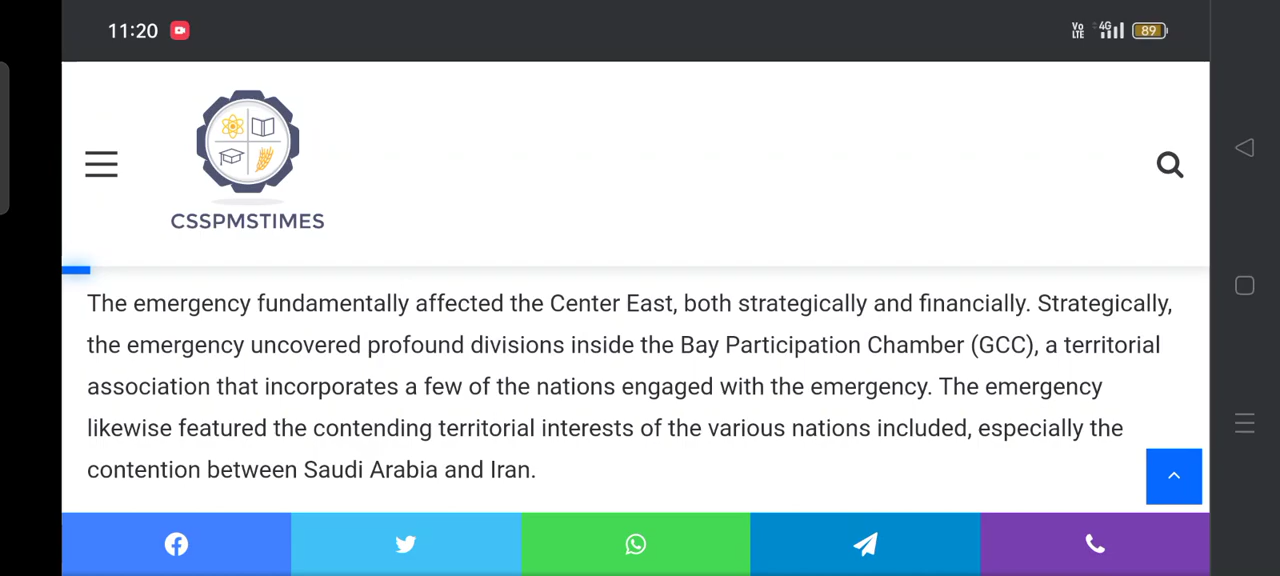 11:20
Vo LTE 4G 89
CSSPMSTIMES
The emergency fundamentally affected the Center East, both strategically and financially. Strategically,
the emergency uncovered profound divisions inside the Bay Participation Chamber (GCC), a territorial
association that incorporates a few of the nations engaged with the emergency. The emergency
likewise featured the contending territorial interests of the various nations included, especially the
contention between Saudi Arabia and Iran.